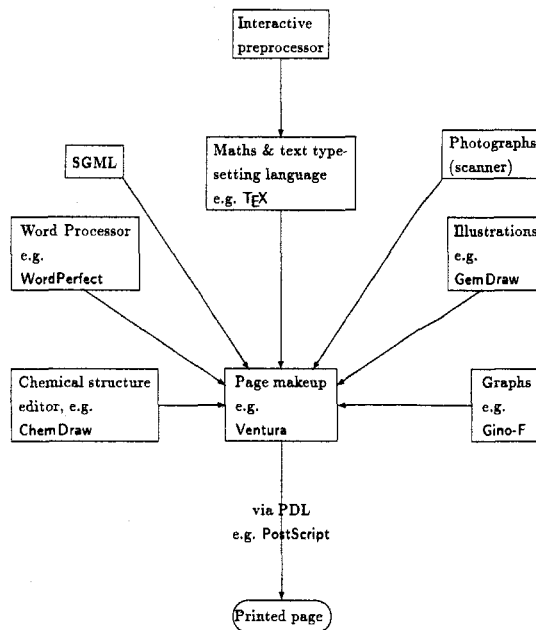 Interactive
preprocessor
SGML
Maths & text type-
setting language
e.g. TEX
Photographs
(scanner)
Word Processor
e.g.
WordPerfect
Illustrations
e.g.
GemDraw
Chemical structure
editor, e.g.
ChemDraw
Page makeup
e.g.
Ventura
Graphs
e.g.
Gino-F
via PDL
e.g. PostScript
Printed page